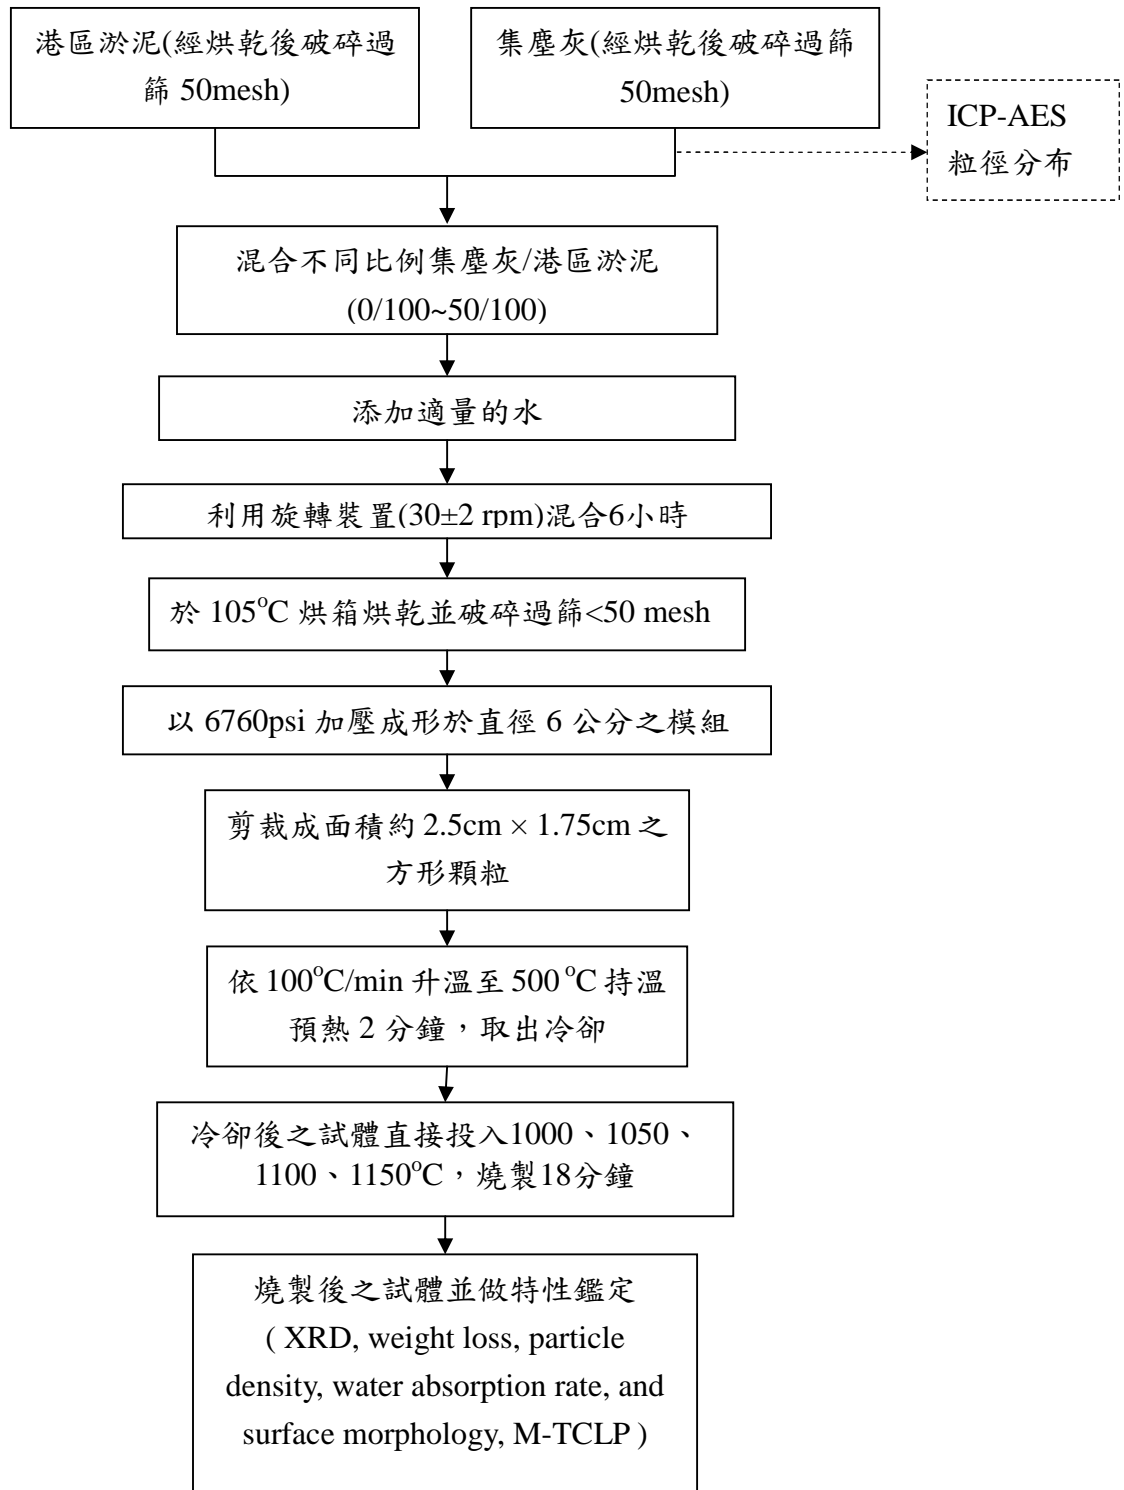 港區淤泥(經烘乾後破碎過
篩 50mesh)
集塵灰(經烘乾後破碎過篩
50mesh)
ICP-AES
粒徑分布
混合不同比例集塵灰/港區淤泥
(0/100~50/100)
添加適量的水
利用旋轉裝置(30±2 rpm)混合6小時
於 105°C 烘箱烘乾並破碎過篩<50 mesh
以 6760psi 加壓成形於直徑 6 公分之模組
剪裁成面積約 2.5cm × 1.75cm 之
方形顆粒
依 100°C/min 升溫至 500 °C 持溫
預熱 2 分鐘，取出冷卻
冷卻後之試體直接投入1000、1050、
1100、1150°C，燒製18分鐘
燒製後之試體並做特性鑑定
( XRD, weight loss, particle
density, water absorption rate, and
surface morphology, M-TCLP )